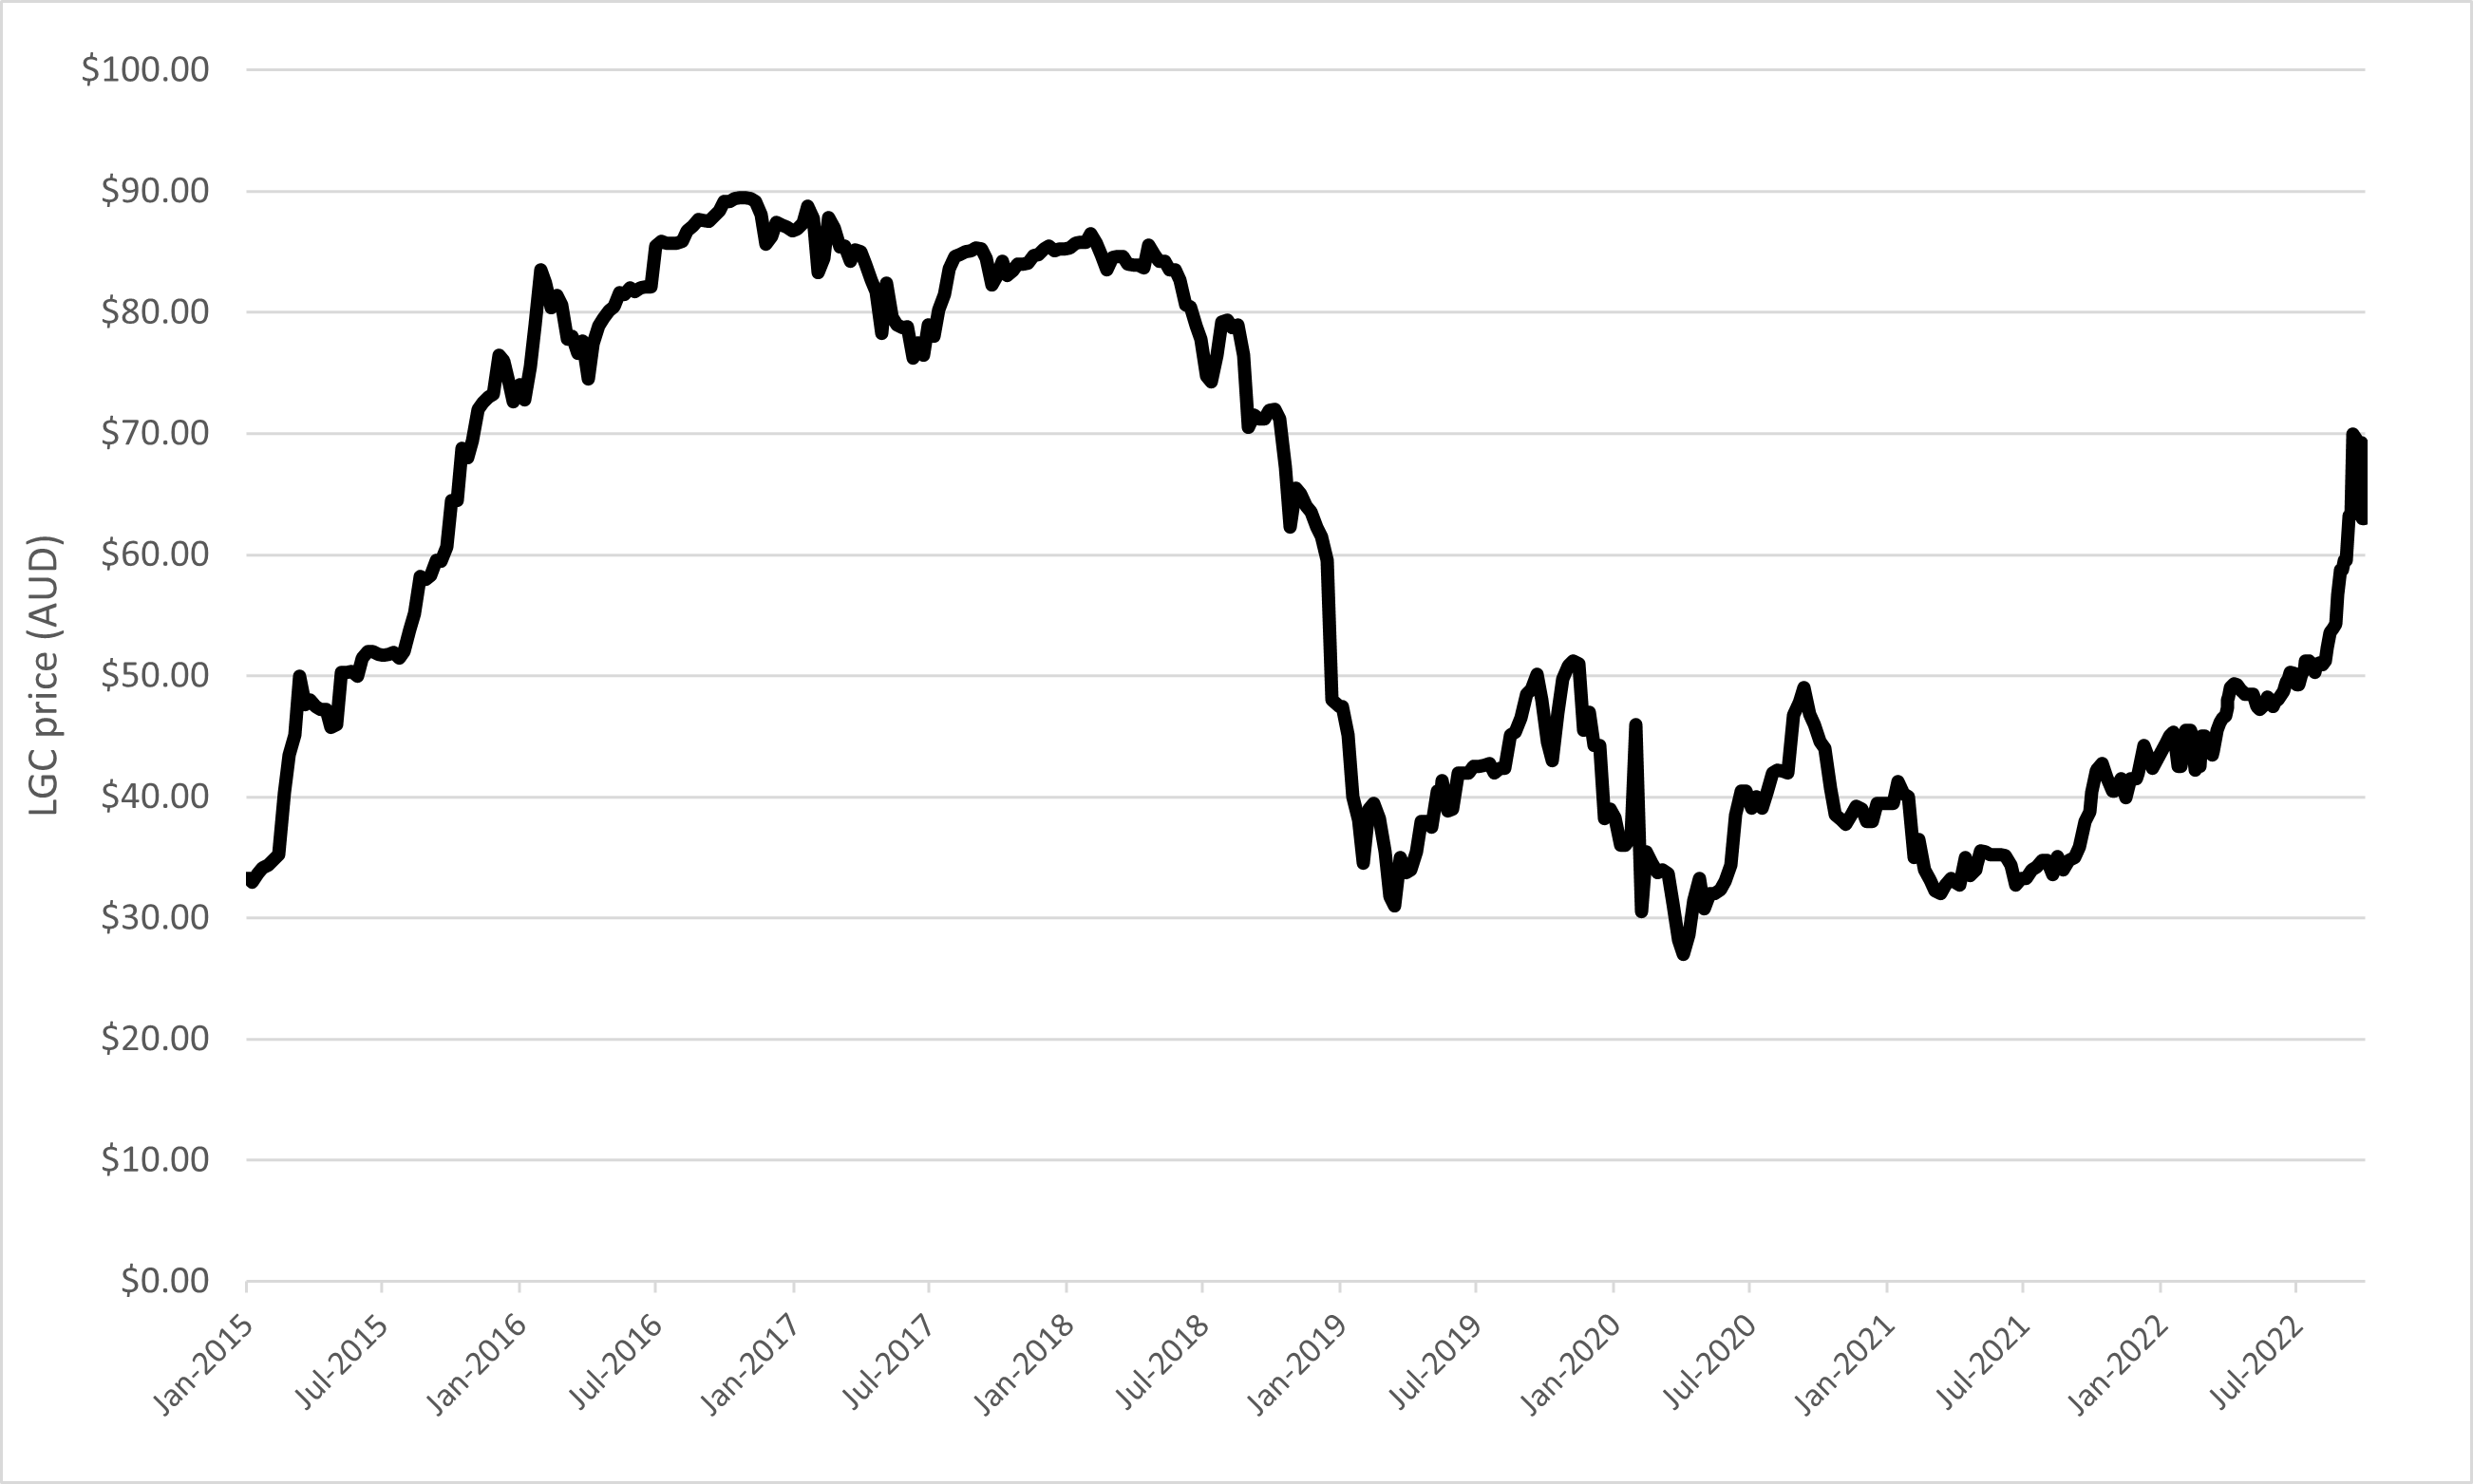 LGC price (AUD)
$100.00
$90.00
$80.00
$70.00
$60.00
$50.00
$40.00
$30.00
$20.00
$10.00
$0.00
Jan-2015
Jul-2015
Jan-2016
Jul-2016
Jan-2017
Jul-2017
Jan-2018
Jul-2018
Jan-2019
Jul-2019
Jan-2020
Jul-2020
Jan-2021
Jul-2021
Jan-2022
Jul-2022